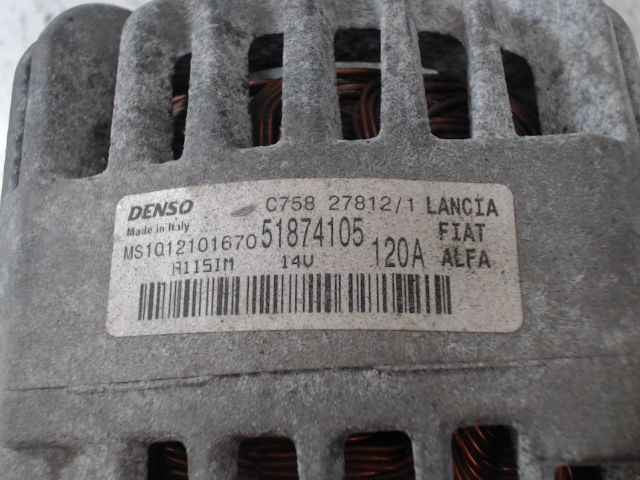 DENSO C758 27812/1 LANCIA
Made in Italy FIAT
MS1012101670 51874105 120A ALFA
A115IM 14V